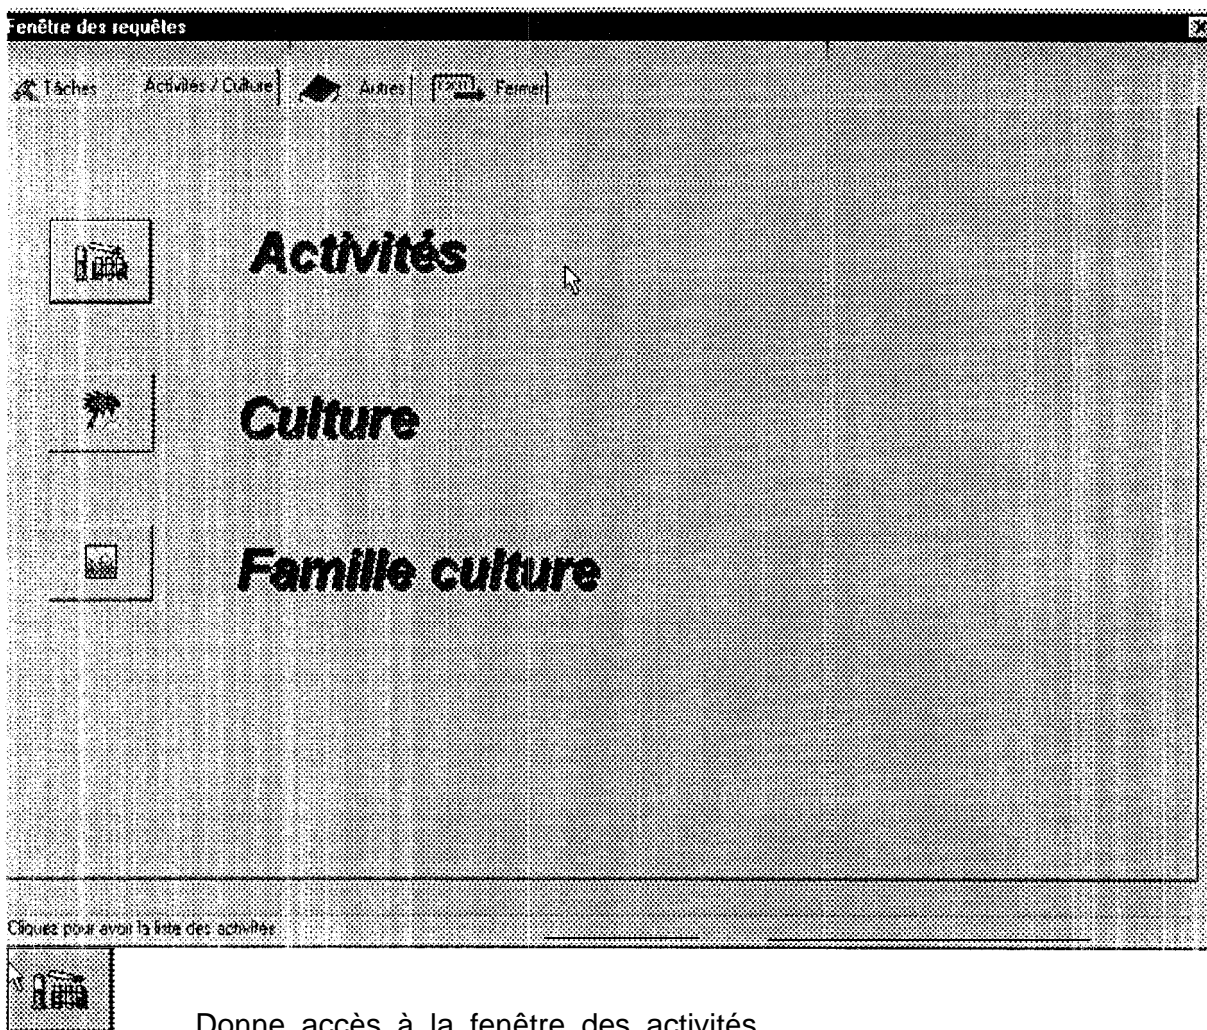 Fenêtre des requêtes
Tâches Activités / Culture Autres EXIT Fermer
Activités
Culture
Famille culture
Cliquez pour avoir la liste des activités
Donne accès à la fenêtre des activités